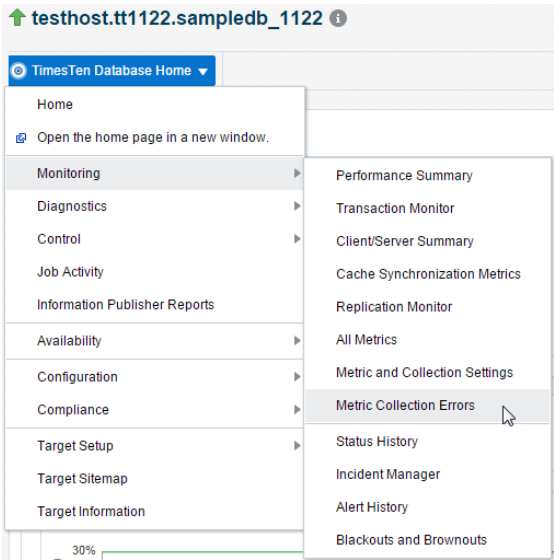 testhost.tt1122.sampledb_1122
TimesTen Database Home
Home
Open the home page in a new window.
Monitoring
Diagnostics
Control
Job Activity
Information Publisher Reports
Availability
Configuration
Compliance
Target Setup
Target Sitemap
Target Information
Performance Summary
Transaction Monitor
Client/Server Summary
Cache Synchronization Metrics
Replication Monitor
All Metrics
Metric and Collection Settings
Metric Collection Errors
Status History
Incident Manager
Alert History
Blackouts and Brownouts
30%